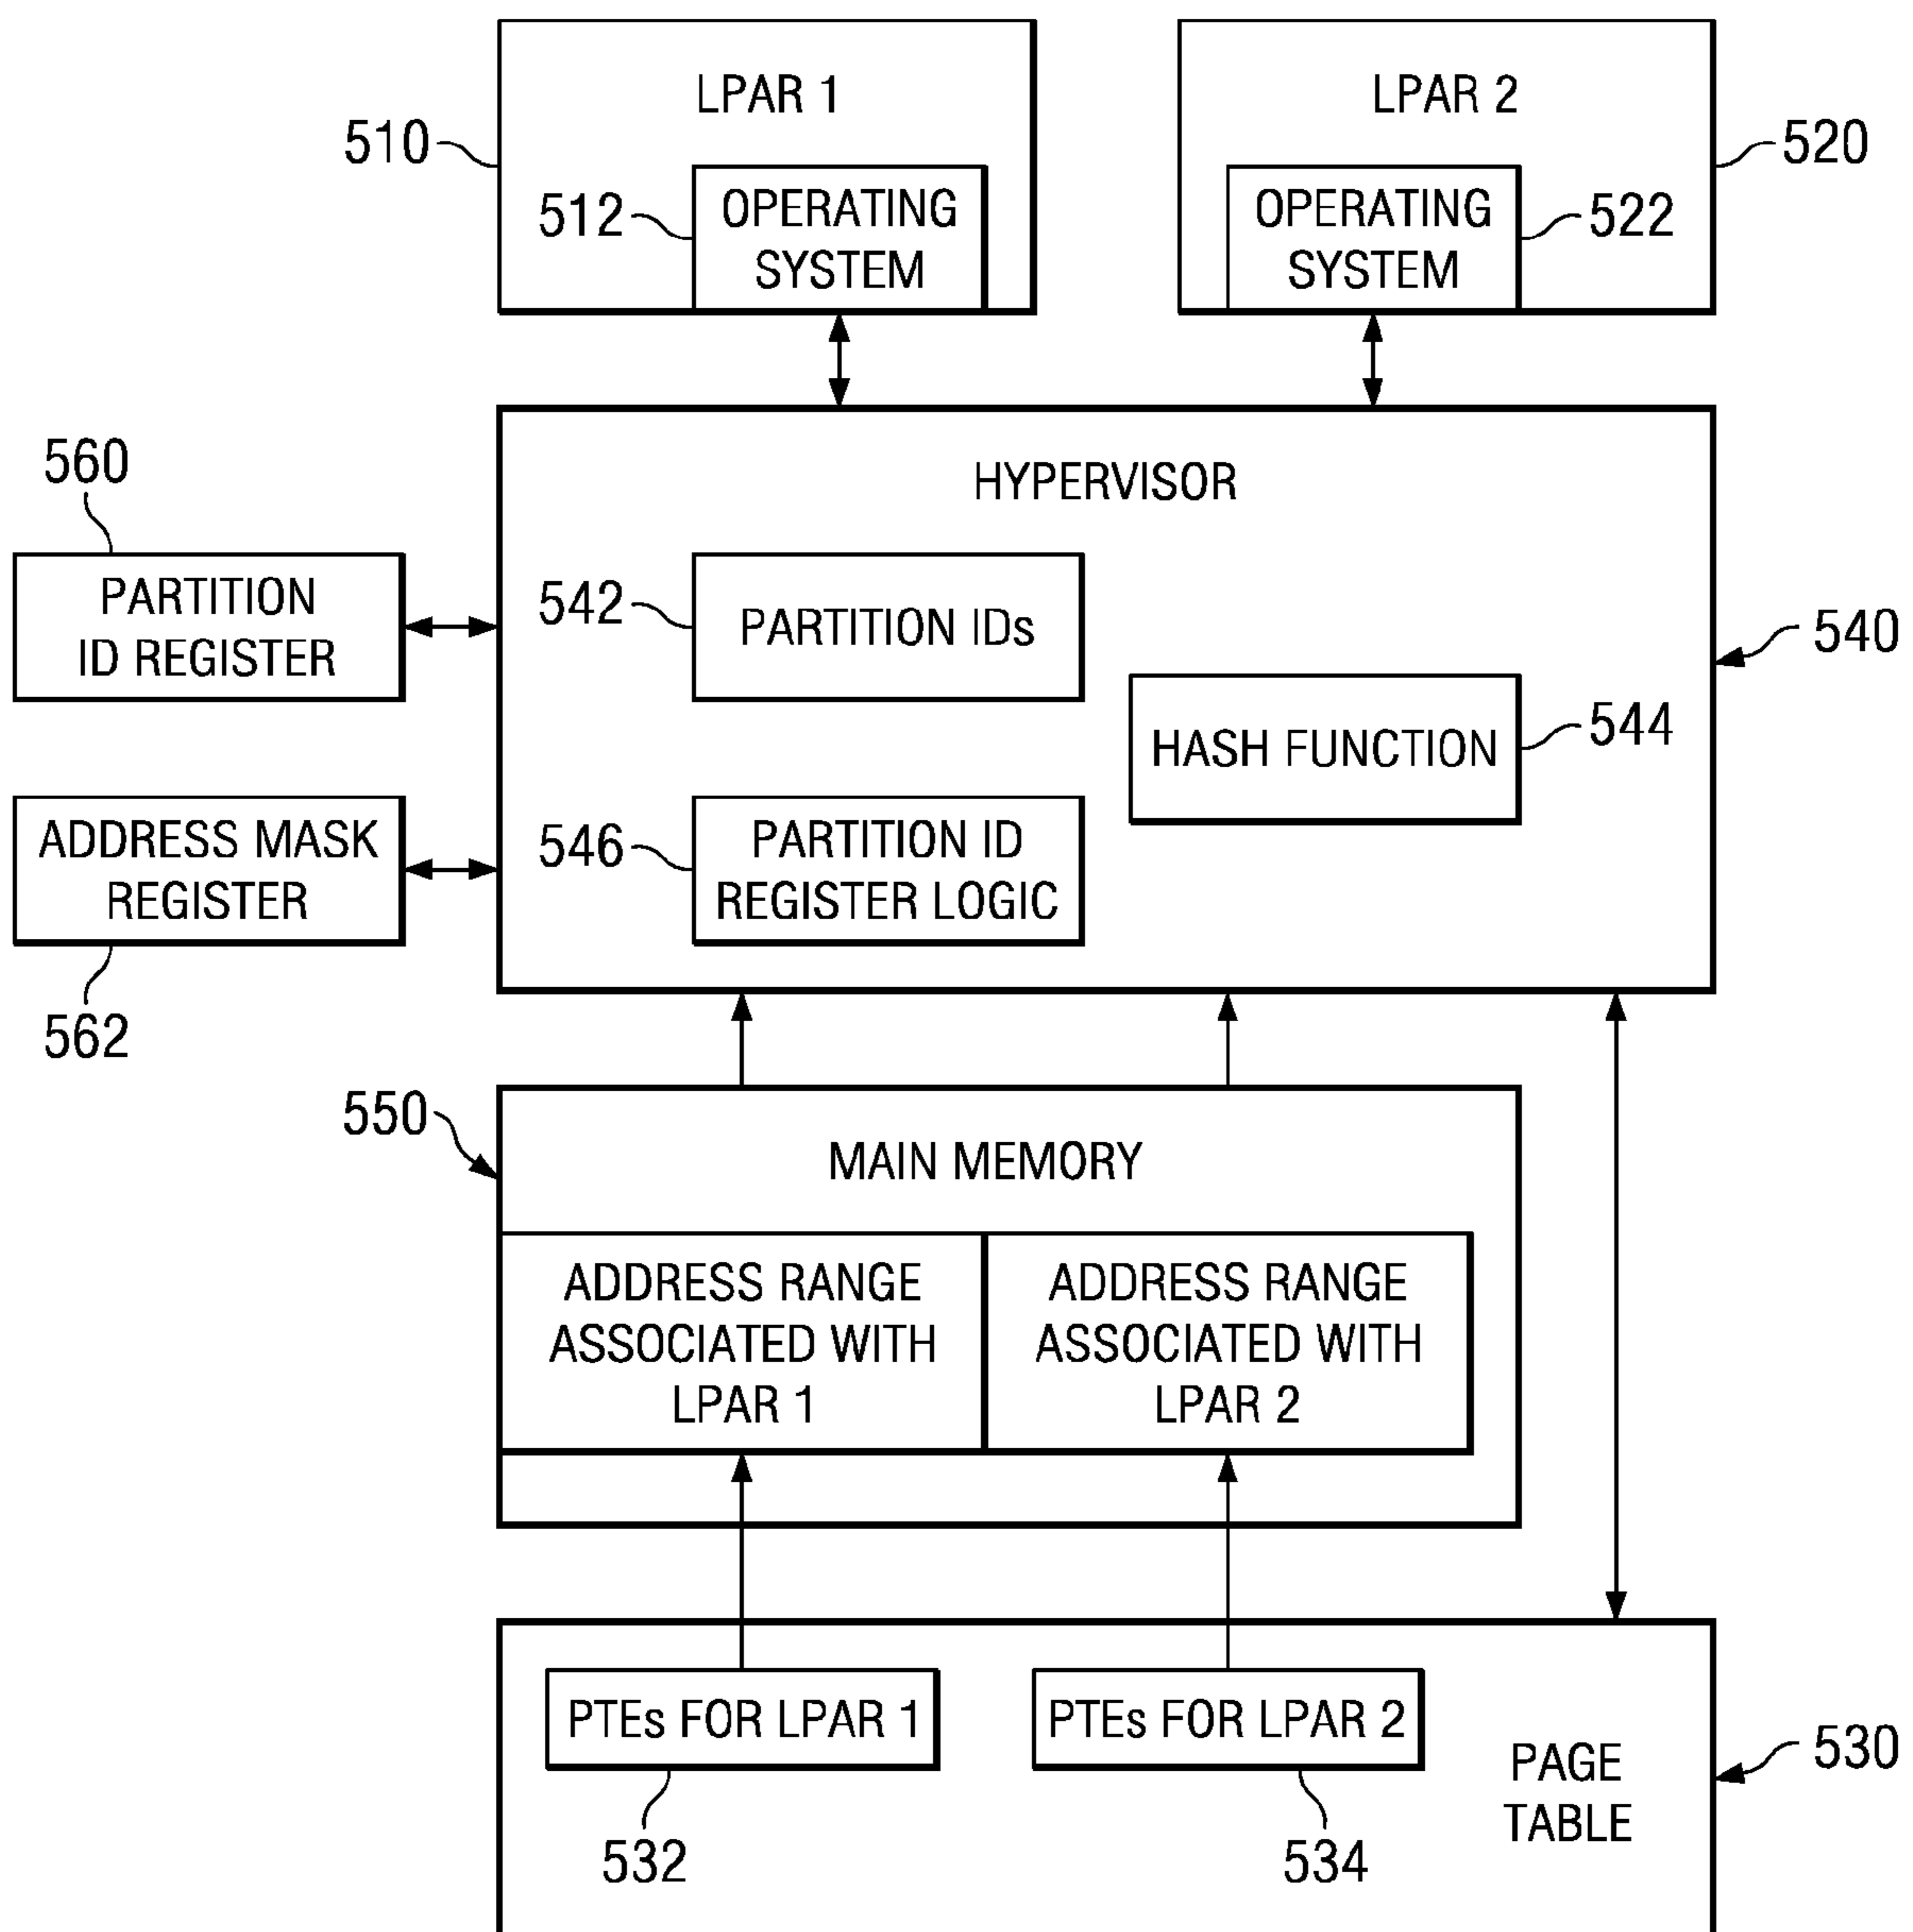 LPAR 1
LPAR 2
510
520
512
OPERATING
SYSTEM
OPERATING
SYSTEM
522
560
HYPERVISOR
PARTITION
ID REGISTER
542
PARTITION IDs
540
HASH FUNCTION
544
ADDRESS MASK
REGISTER
546
PARTITION ID
REGISTER LOGIC
562
550
MAIN MEMORY
ADDRESS RANGE
ASSOCIATED WITH
LPAR 1
ADDRESS RANGE
ASSOCIATED WITH
LPAR 2
PTEs FOR LPAR 1
PTEs FOR LPAR 2
PAGE
TABLE
530
532
534